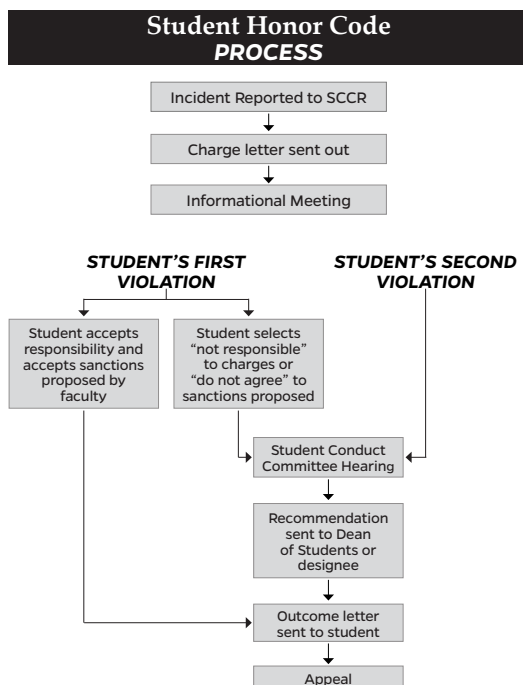 Student Honor Code
PROCESS
Incident Reported to SCCR
Charge letter sent out
Informational Meeting
STUDENT'S FIRST
VIOLATION
STUDENT'S SECOND
VIOLATION
Student accepts
responsibility and
accepts sanctions
proposed by
faculty
Student selects
“not responsible”
to charges or
“do not agree” to
sanctions proposed
Student Conduct
Committee Hearing
Recommendation
sent to Dean
of Students or
designee
Outcome letter
sent to student
Appeal